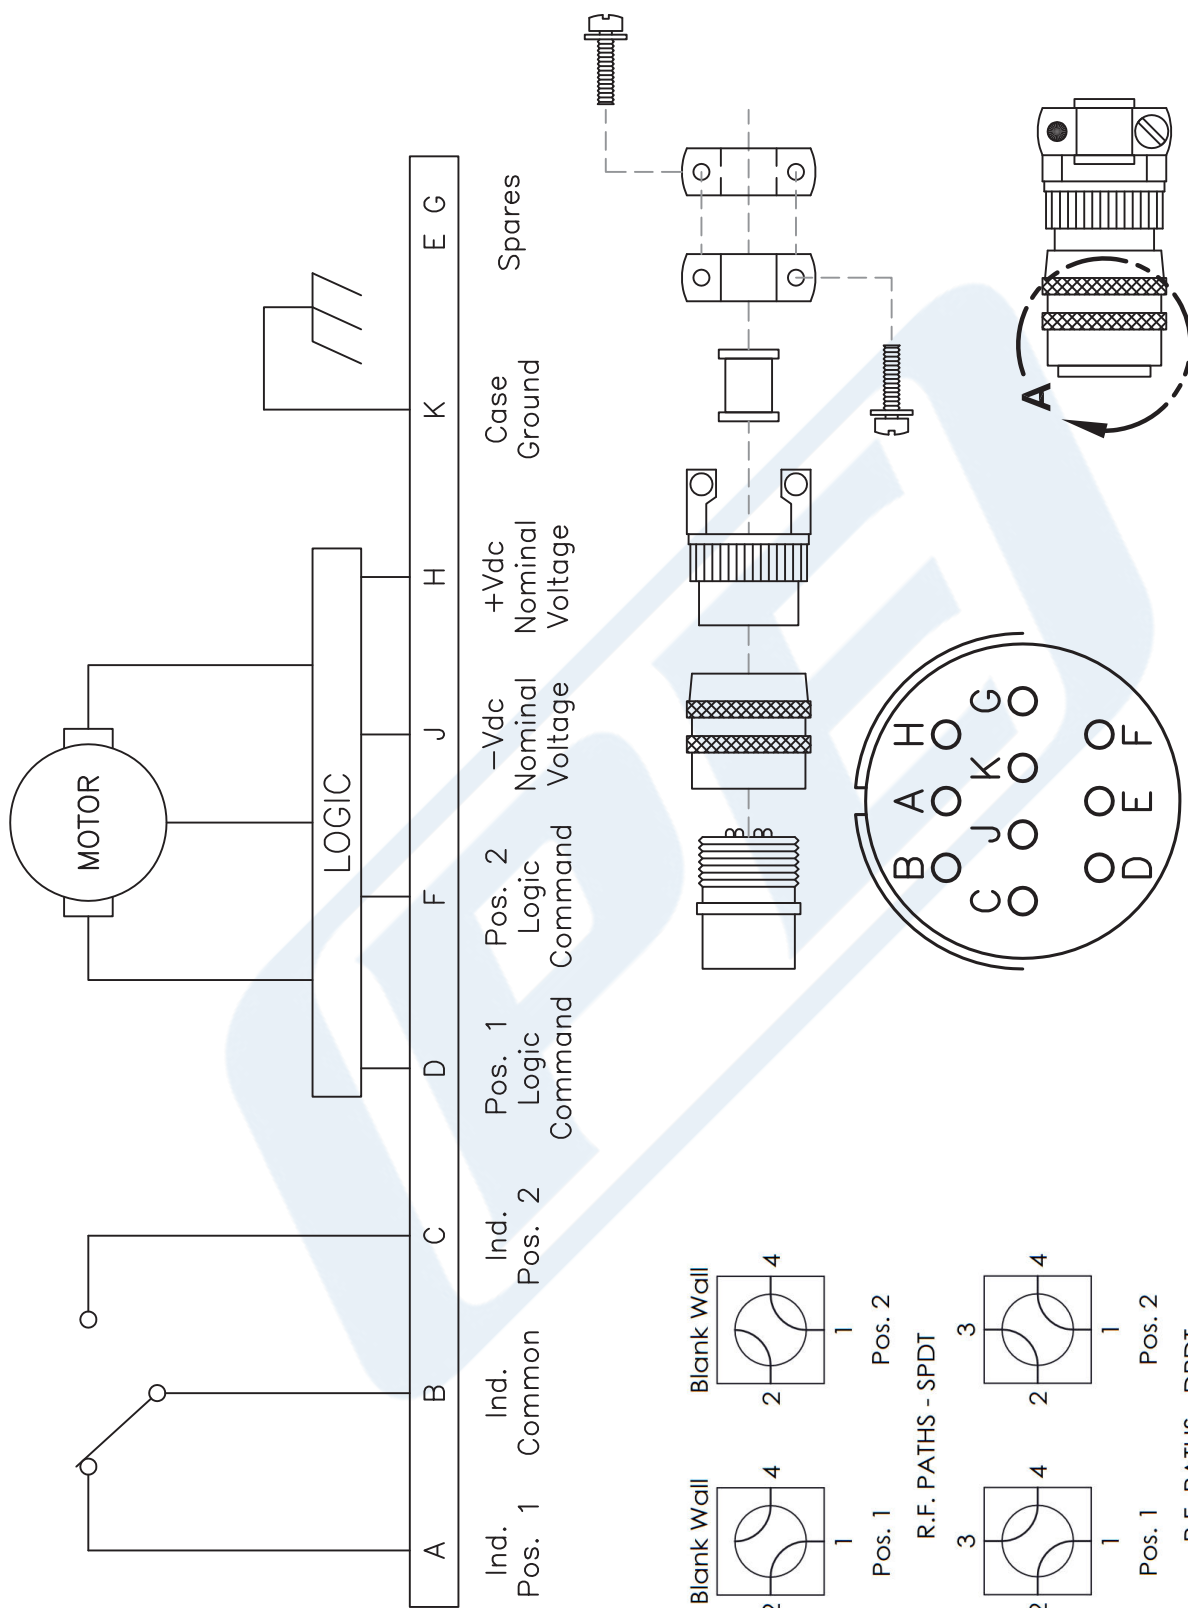 MOTOR
LOGIC
A B C D F J H K E G
Ind.
Pos. 1
Ind.
Common
Ind.
Pos. 2
Pos. 1
Logic
Command
Pos. 2
Logic
Command
−Vdc
Nominal
Voltage
+Vdc
Nominal
Voltage
Case
Ground
Spares
Blank Wall
2 4
1
Pos. 1
Blank Wall
2 4
1
Pos. 2
R.F. PATHS - SPDT
3
2 4
1
Pos. 1
3
2 4
1
Pos. 2
R.F. PATHS - DPDT
B A H
C J K G
D E F
A